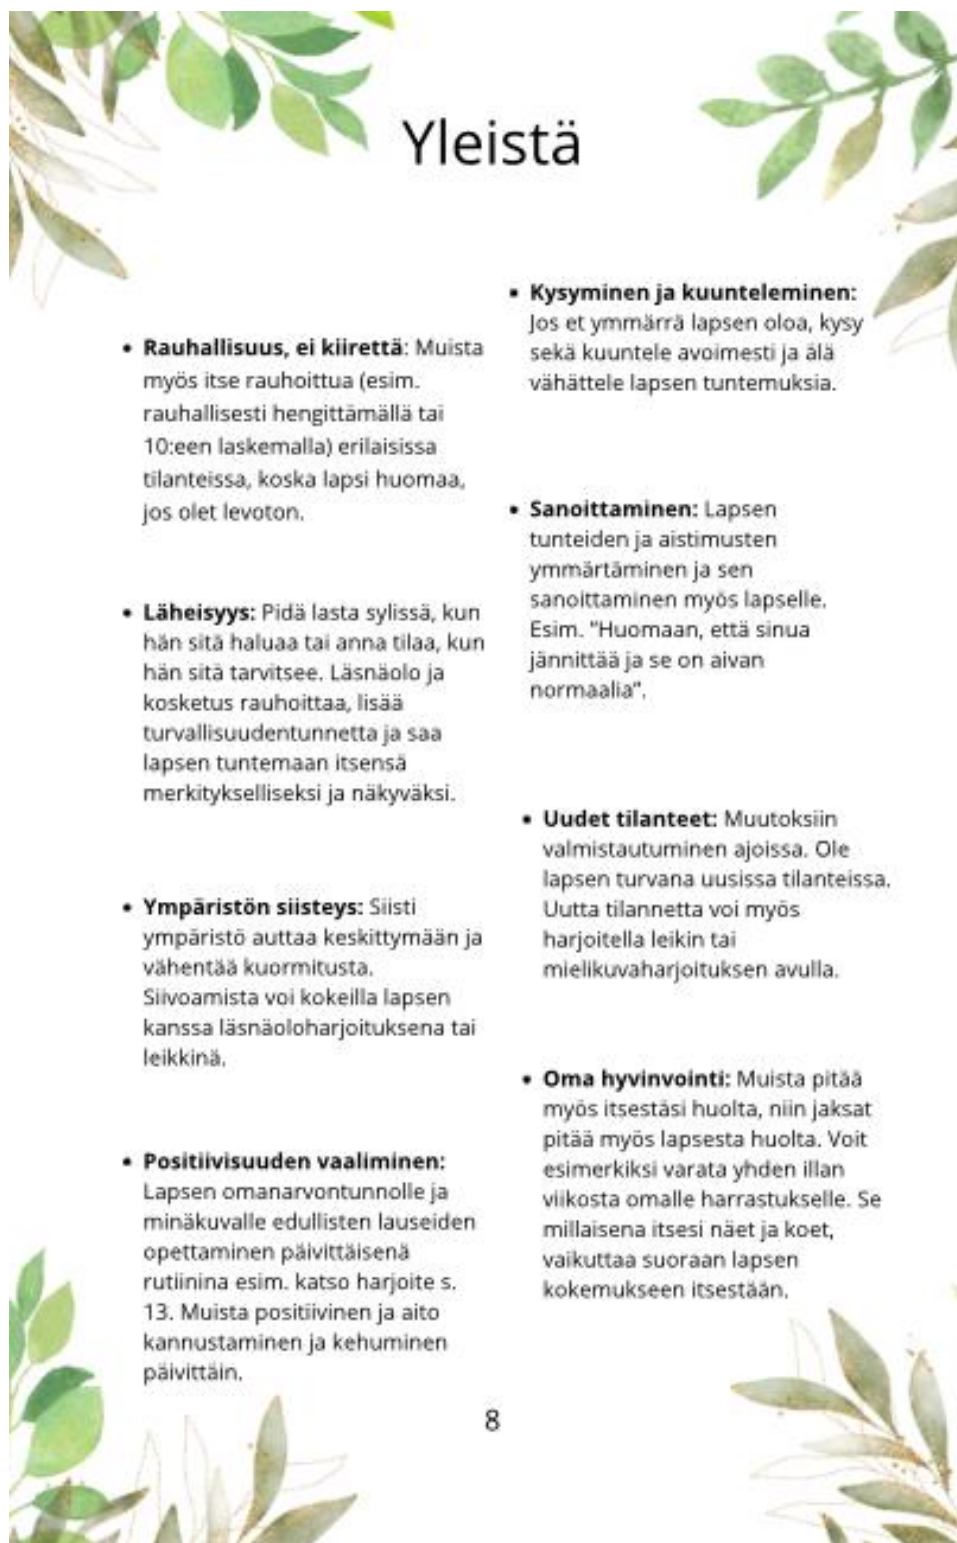 Yleistä
• Rauhallisuus, ei kiirettä: Muista
myös itse rauhoittua (esim.
rauhallisesti hengittämällä tai
10:een laskemalla) erilaisissa
tilanteissa, koska lapsi huomaa,
jos olet levoton.
• Läheisyys: Pidä lasta sylissä, kun
hän sitä haluaa tai anna tilaa, kun
hän sitä tarvitsee. Läsnäolo ja
kosketus rauhoittaa, lisää
turvallisuudentunnetta ja saa
lapsen tuntemaan itsensä
merkitykselliseksi ja näkyväksi.
• Ympäristön siisteys: Siisti
ympäristö auttaa keskittymään ja
vähentää kuormitusta.
Siivoamista voi kokeilla lapsen
kanssa läsnäoloharjoituksena tai
leikkinä.
• Positiivisuuden vaaliminen:
Lapsen omanarvontunnolle ja
minäkuvalle edullisten lauseiden
opettaminen päivittäisenä
rutiinina esim. katso harjoite s.
13. Muista positiivinen ja aito
kannustaminen ja kehuminen
päivittäin.
• Kysyminen ja kuunteleminen:
Jos et ymmärrä lapsen oloa, kysy
sekä kuuntele avoimesti ja älä
vähättele lapsen tuntemuksia.
• Sanoittaminen: Lapsen
tunteiden ja aistimusten
ymmärtäminen ja sen
sanoittaminen myös lapselle.
Esim. "Huomaan, että sinua
jännittää ja se on aivan
normaalia".
• Uudet tilanteet: Muutoksiin
valmistautuminen ajoissa. Ole
lapsen turvana uusissa tilanteissa.
Uutta tilannetta voi myös
harjoitella leikin tai
mielikuvaharjoituksen avulla.
• Oma hyvinvointi: Muista pitää
myös itsestäsi huolta, niin jaksat
pitää myös lapsesta huolta. Voit
esimerkiksi varata yhden illan
viikosta omalle harrastukselle. Se
millaisena itsesi näet ja koet,
vaikuttaa suoraan lapsen
kokemukseen itsestään.
8